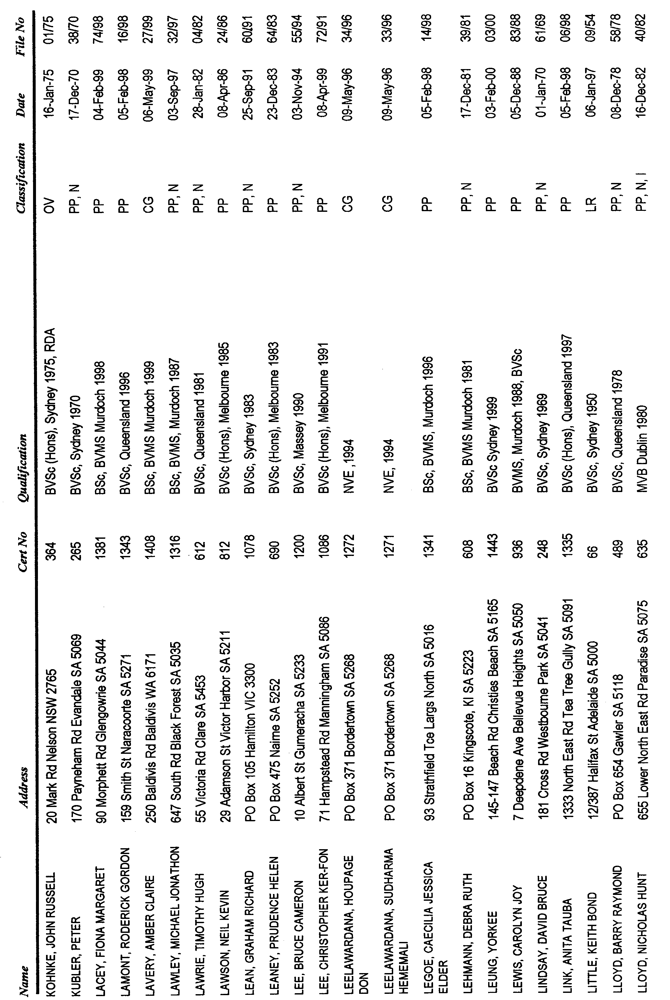 Name Address Cert No Qualification Classification Date File No
KOHNKE, JOHN RUSSELL 20 Mark Rd Nelson NSW 2765 364 BVSc (Hons), Sydney 1975, RDA OV 16-Jan-75 01/75
KUBLER, PETER 170 Payneham Rd Evandale SA 5069 265 BVSc, Sydney 1970 PP, N 17-Dec-70 38/70
LACEY, FIONA MARGARET 90 Morphett Rd Glengowrie SA 5044 1381 BSc, BVMS Murdoch 1998 PP 04-Feb-99 74/98
LAMONT, RODERICK GORDON 159 Smith St Naracoorte SA 5271 1343 BVSc, Queensland 1996 PP 05-Feb-98 16/98
LAVERY, AMBER CLAIRE 250 Baldivis Rd Baldivis WA 6171 1408 BSc, BVMS Murdoch 1999 CG 06-May-99 27/99
LAWLEY, MICHAEL JONATHON 647 South Rd Black Forest SA 5035 1316 BSc, BVMS, Murdoch 1987 PP, N 03-Sep-97 32/97
LAWRIE, TIMOTHY HUGH 55 Victoria Rd Clare SA 5453 612 BVSc, Queensland 1981 PP, N 28-Jan-82 04/82
LAWSON, NEIL KEVIN 29 Adamson St Victor Harbor SA 5211 812 BVSc (Hons), Melbourne 1985 PP 08-Apr-86 24/86
LEAN, GRAHAM RICHARD PO Box 105 Hamilton VIC 3300 1078 BVSc, Sydney 1983 PP, N 25-Sep-91 60/91
LEANEY, PRUDENCE HELEN PO Box 475 Nairne SA 5252 690 BVSc (Hons), Melbourne 1983 PP 23-Dec-83 64/83
LEE, BRUCE CAMERON 10 Albert St Gumeracha SA 5233 1200 BVSc, Massey 1990 PP, N 03-Nov-94 55/94
LEE, CHRISTOPHER KER-FON 71 Hampstead Rd Manningham SA 5086 1086 BVSc (Hons), Melbourne 1991 PP 08-Apr-99 72/91
LEELAWARDANA, HOUPAGE PO Box 371 Bordertown SA 5268 1272 NVE ,1994 CG 09-May-96 34/96
DON
LEELAWARDANA, SUDHARMA PO Box 371 Bordertown SA 5268 1271 NVE, 1994 CG 09-May-96 33/96
HEMEMALI
LEGOE, CAECILIA JESSICA 93 Strathfield Tce Largs North SA 5016 1341 BSc, BVMS, Murdoch 1996 PP 05-Feb-98 14/98
ELDER
LEHMANN, DEBRA RUTH PO Box 16 Kingscote, KI SA 5223 608 BSc, BVMS Murdoch 1981 PP, N 17-Dec-81 39/81
LEUNG, YORKEE 145-147 Beach Rd Christies Beach SA 5165 1443 BVSc Sydney 1999 PP 03-Feb-00 03/00
LEWIS, CAROLYN JOY 7 Deepdene Ave Bellevue Heights SA 5050 936 BVMS, Murdoch 1988, BVSc PP 05-Dec-88 83/88
LINDSAY, DAVID BRUCE 181 Cross Rd Westbourne Park SA 5041 248 BVSc, Sydney 1969 PP, N 01-Jan-70 61/69
LINK, ANITA TAUBA 1333 North East Rd Tea Tree Gully SA 5091 1335 BVSc (Hons), Queensland 1997 PP 05-Feb-98 06/98
LITTLE, KEITH BOND 12/387 Halifax St Adelaide SA 5000 66 BVSc, Sydney 1950 LR 06-Jan-97 09/54
LLOYD, BARRY RAYMOND PO Box 654 Gawler SA 5118 489 BVSc, Queensland 1978 PP, N 08-Dec-78 58/78
LLOYD, NICHOLAS HUNT 655 Lower North East Rd Paradise SA 5075 635 MVB Dublin 1980 PP, N, I 16-Dec-82 40/82